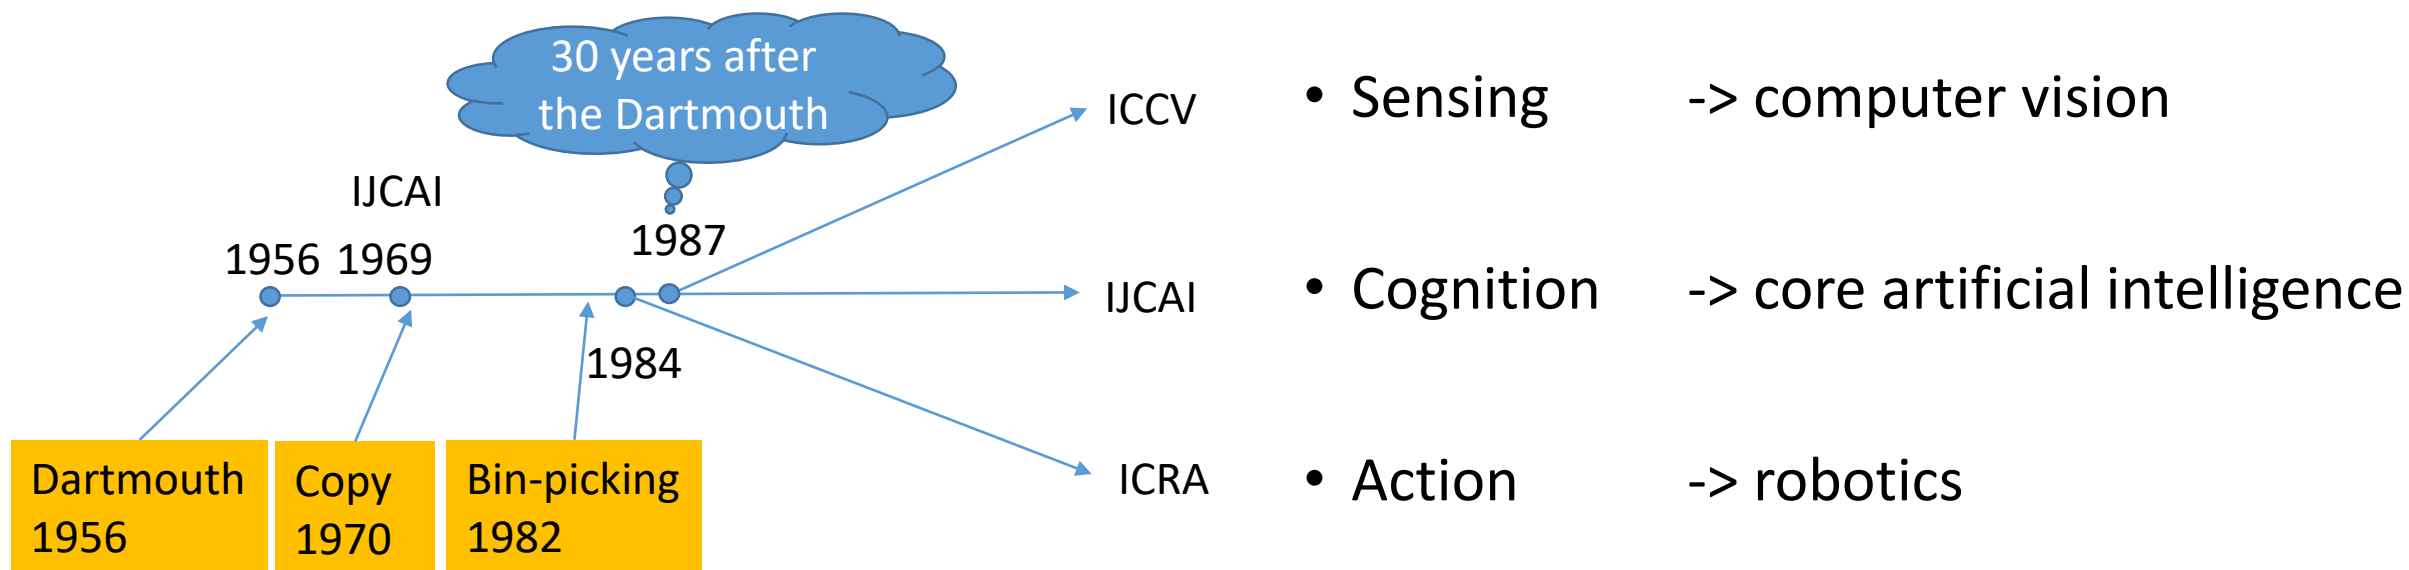 30 years after
the Dartmouth
ICCV
• Sensing -> computer vision
IJCAI
1956 1969
1987
IJCAI
• Cognition -> core artificial intelligence
1984
ICRA
• Action -> robotics
Dartmouth
1956
Copy
1970
Bin-picking
1982